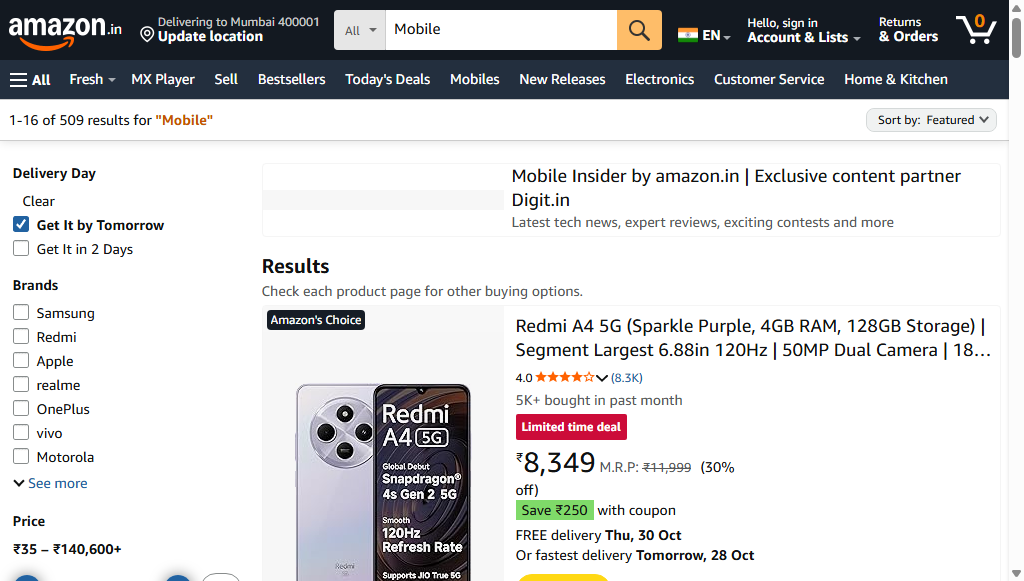 amazon.in
Delivering to Mumbai 400001
Update location
All
Mobile
EN
Hello, sign in
Account & Lists
Returns
& Orders
0
All
Fresh
MX Player
Sell
Bestsellers
Today's Deals
Mobiles
New Releases
Electronics
Customer Service
Home & Kitchen
1-16 of 509 results for "Mobile"
Sort by: Featured
Delivery Day
Clear
Get It by Tomorrow
Get It in 2 Days
Brands
Samsung
Redmi
Apple
realme
OnePlus
vivo
Motorola
See more
Price
₹35 – ₹140,600+
Mobile Insider by amazon.in | Exclusive content partner
Digit.in
Latest tech news, expert reviews, exciting contests and more
Results
Check each product page for other buying options.
Amazon's Choice
Redmi
A4 5G
Global Debut
Snapdragon®
4s Gen 2 5G
Smooth
120Hz
Refresh Rate
Supports JIO True 5G
Redmi
Redmi A4 5G (Sparkle Purple, 4GB RAM, 128GB Storage) |
Segment Largest 6.88in 120Hz | 50MP Dual Camera | 18…
4.0 (8.3K)
5K+ bought in past month
Limited time deal
₹8,349 M.R.P: ₹11,999 (30%
off)
Save ₹250 with coupon
FREE delivery Thu, 30 Oct
Or fastest delivery Tomorrow, 28 Oct